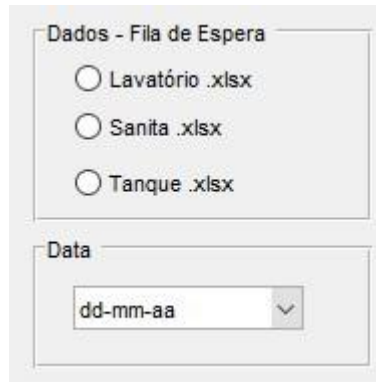 Dados - Fila de Espera
Lavatório .xlsx
Sanita .xlsx
Tanque .xlsx
Data
dd-mm-aa